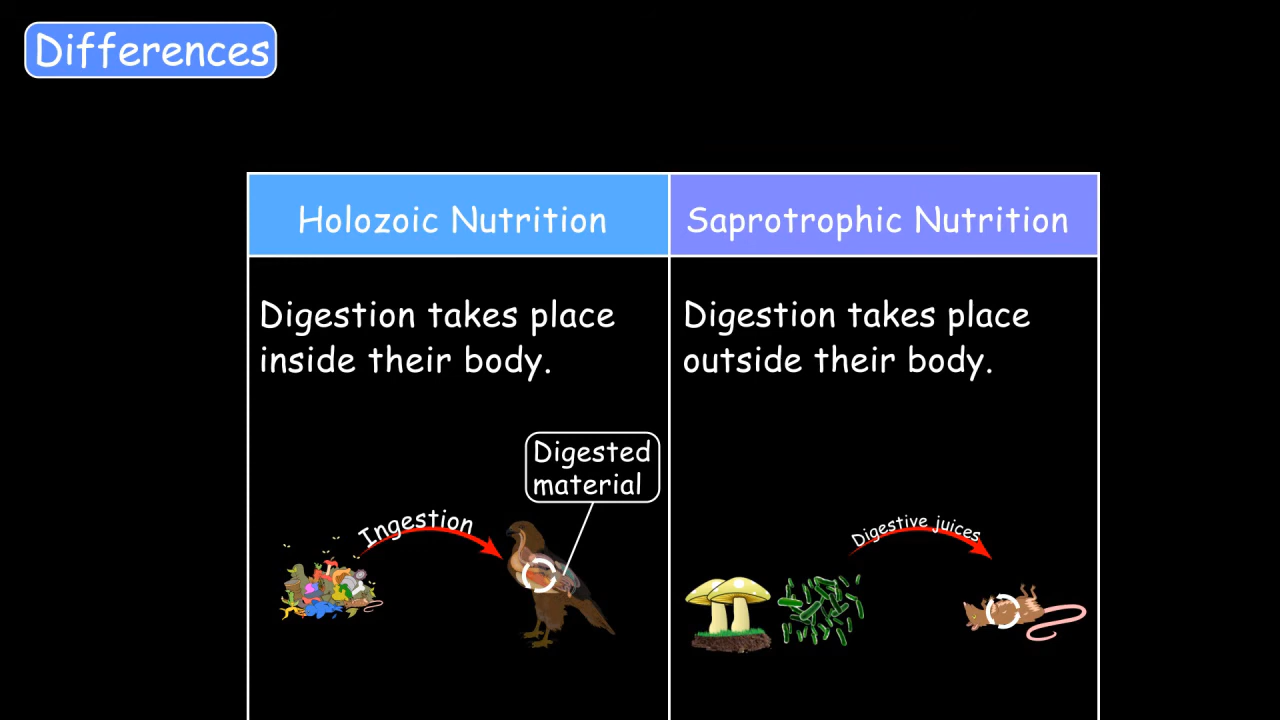 Differences
Holozoic Nutrition
Saprotrophic Nutrition
Digestion takes place
inside their body.
Digestion takes place
outside their body.
Digested
material
Ingestion
Digestive juices